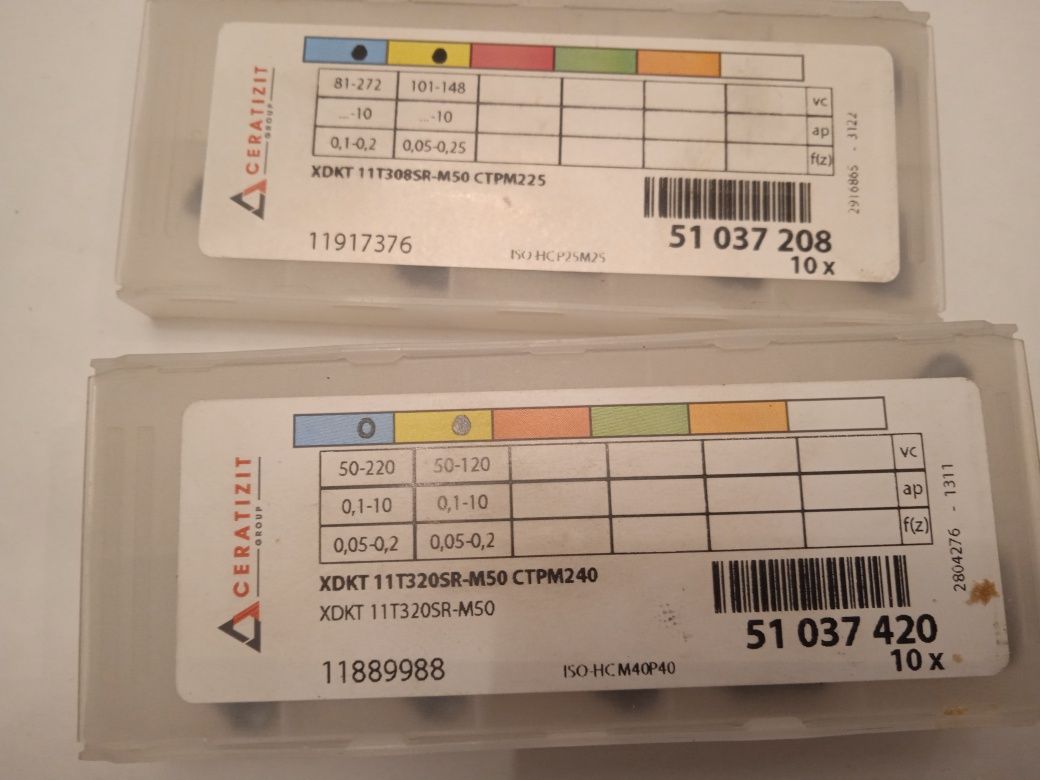 CERATIZIT
GROUP
81-272 101-148 vc
...-10 ...-10 ap
0,1-0,2 0,05-0,25 f(z)
XDKT 11T308SR-M50 CTPM225
2916865 - 3122
51 037 208
11917376 ISO-HC P25M25 10 x
CERATIZIT
GROUP
50-220 50-120 vc
0,1-10 0,1-10 ap
0,05-0,2 0,05-0,2 f(z)
XDKT 11T320SR-M50 CTPM240
XDKT 11T320SR-M50
2804276 - 1311
51 037 420
11889988 ISO-HC M40P40 10 x